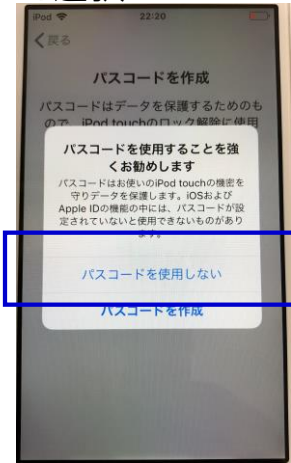 iPod 22:20
戻る
パスコードを作成
パスコードはデータを保護するためのも
ので、iPod touchのロック解除に使用
パスコードを使用することを強
くお勧めします
パスコードはお使いのiPod touchの機密を
守りデータを保護します。iOSおよび
Apple IDの機能の中には、パスコードが設
定されていないと使用できないものがあり
ます。
パスコードを使用しない
パスコードを作成